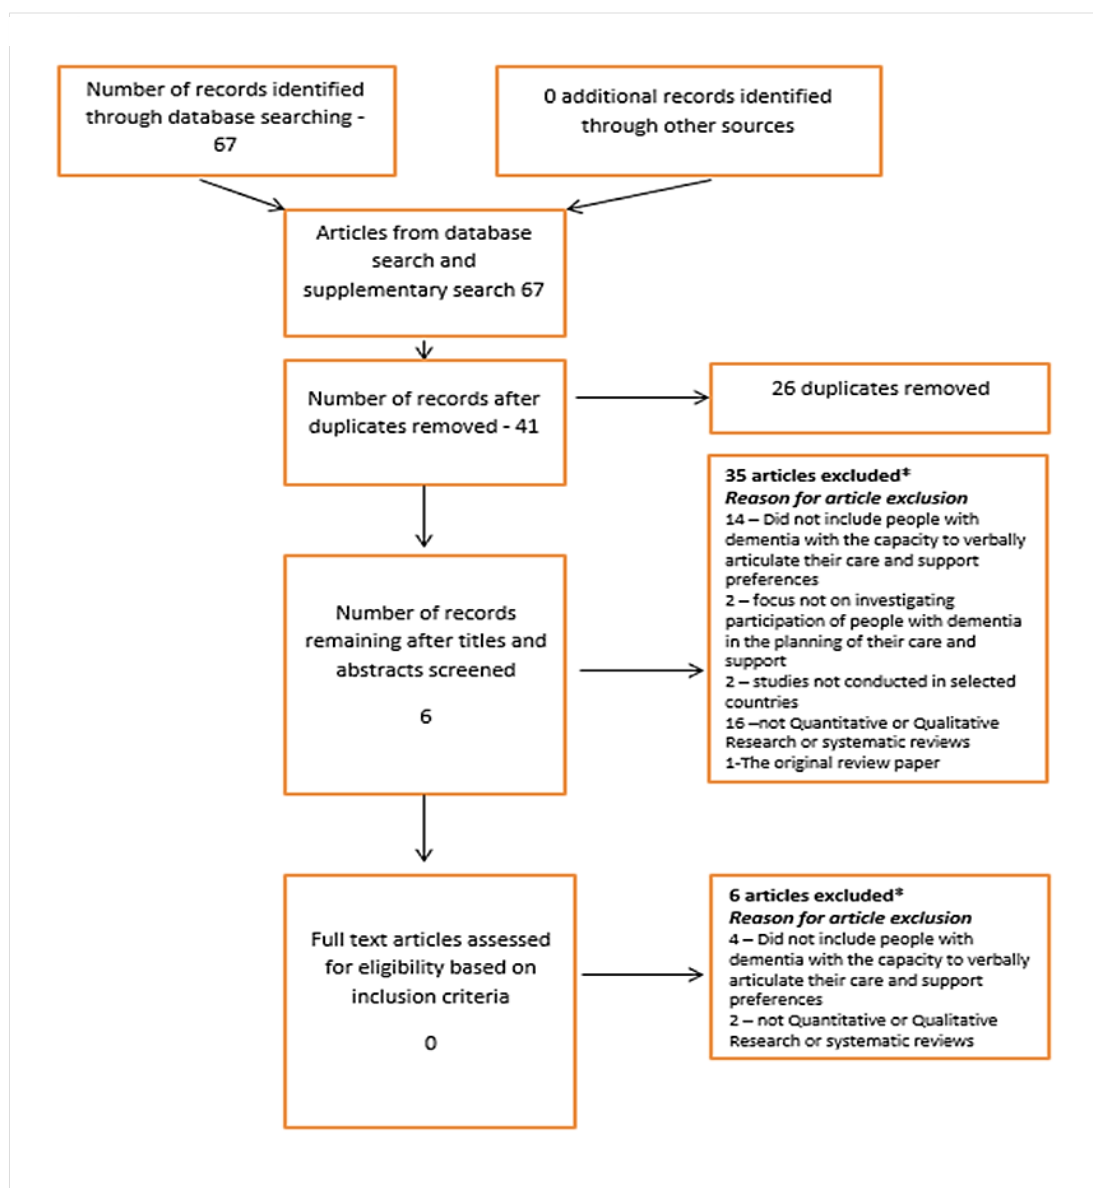 Number of records identified
through database searching -
67
0 additional records identified
through other sources
Articles from database
search and
supplementary search 67
Number of records after
duplicates removed - 41
26 duplicates removed
35 articles excluded*
Reason for article exclusion
14 – Did not include people with
dementia with the capacity to verbally
articulate their care and support
preferences
2 – focus not on investigating
participation of people with dementia
in the planning of their care and
support
2 – studies not conducted in selected
countries
16 –not Quantitative or Qualitative
Research or systematic reviews
1-The original review paper
Number of records
remaining after titles and
abstracts screened
6
Full text articles assessed
for eligibility based on
inclusion criteria
0
6 articles excluded*
Reason for article exclusion
4 – Did not include people with
dementia with the capacity to verbally
articulate their care and support
preferences
2 – not Quantitative or Qualitative
Research or systematic reviews